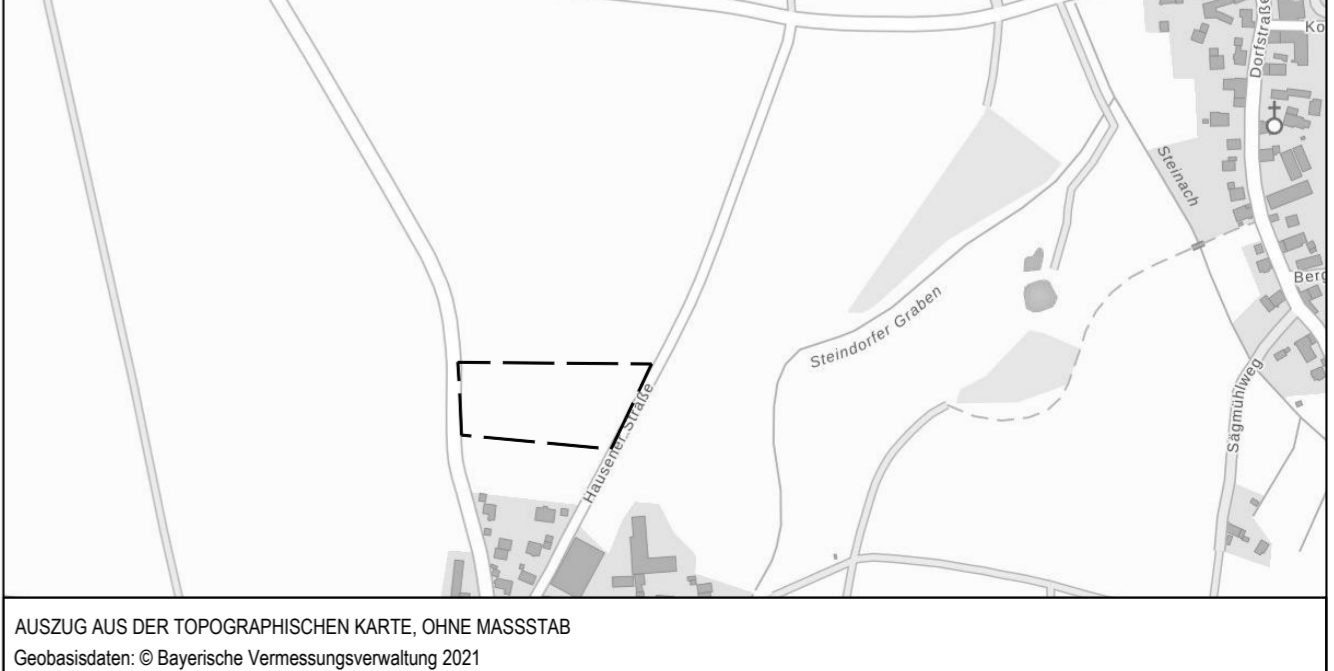 Dorfstraße
Kö
Steinach
Berg
Steindorfer Graben
Sägmühlweg
Hausener Straße
AUSZUG AUS DER TOPOGRAPHISCHEN KARTE, OHNE MASSSTAB
Geobasisdaten: © Bayerische Vermessungsverwaltung 2021